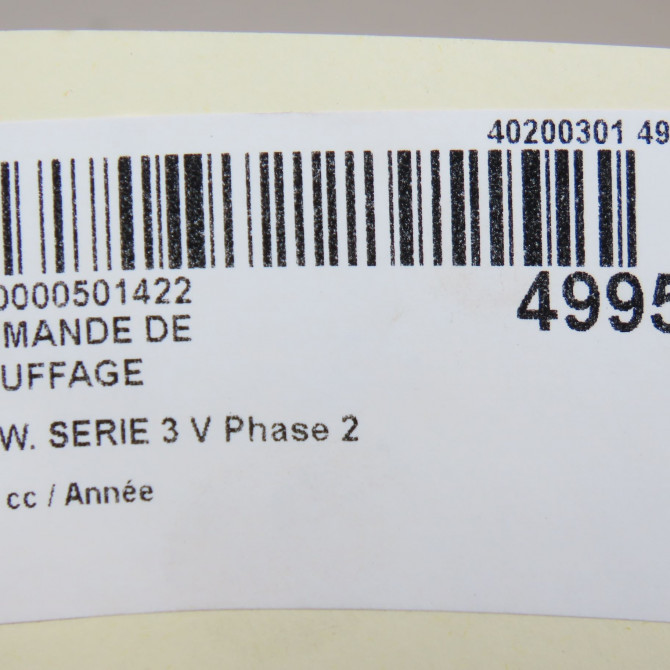 40200301 49
0000501422
4995
MANDE DE
UFFAGE
W. SERIE 3 V Phase 2
cc / Année